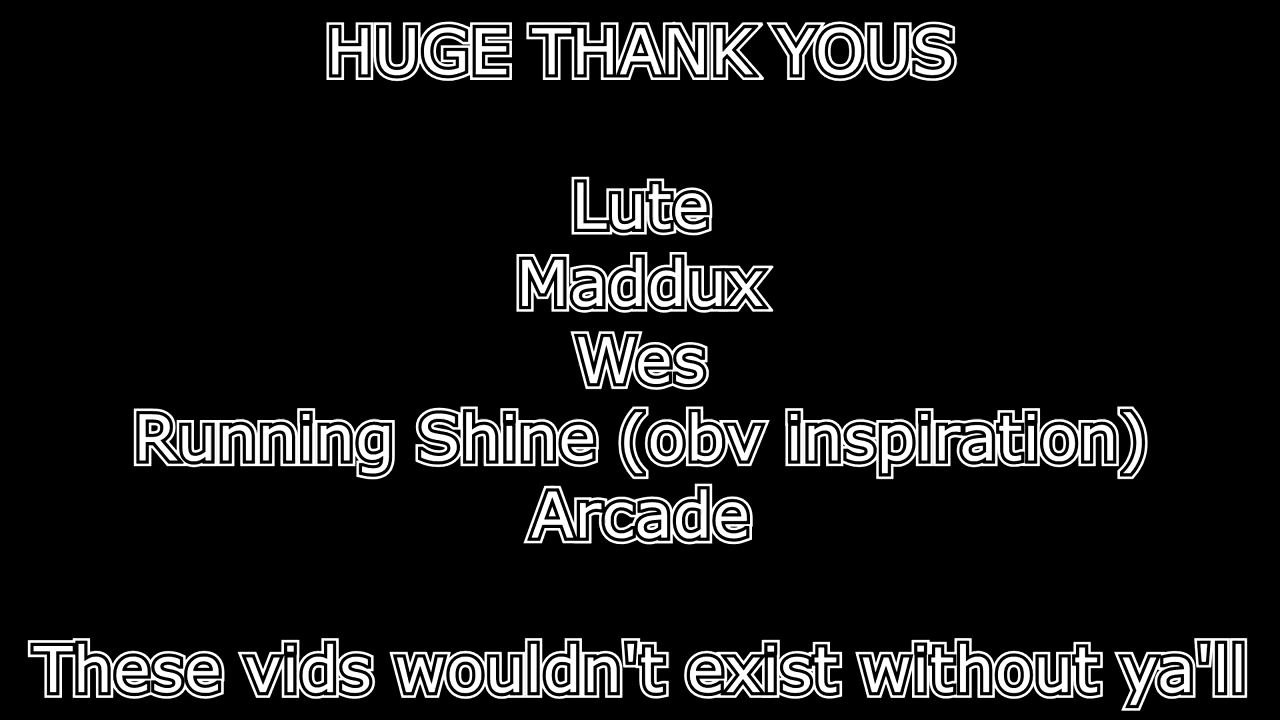 HUGE THANK YOUS
Lute
Maddux
Wes
Running Shine (obv inspiration)
Arcade
These vids wouldn't exist without ya'll